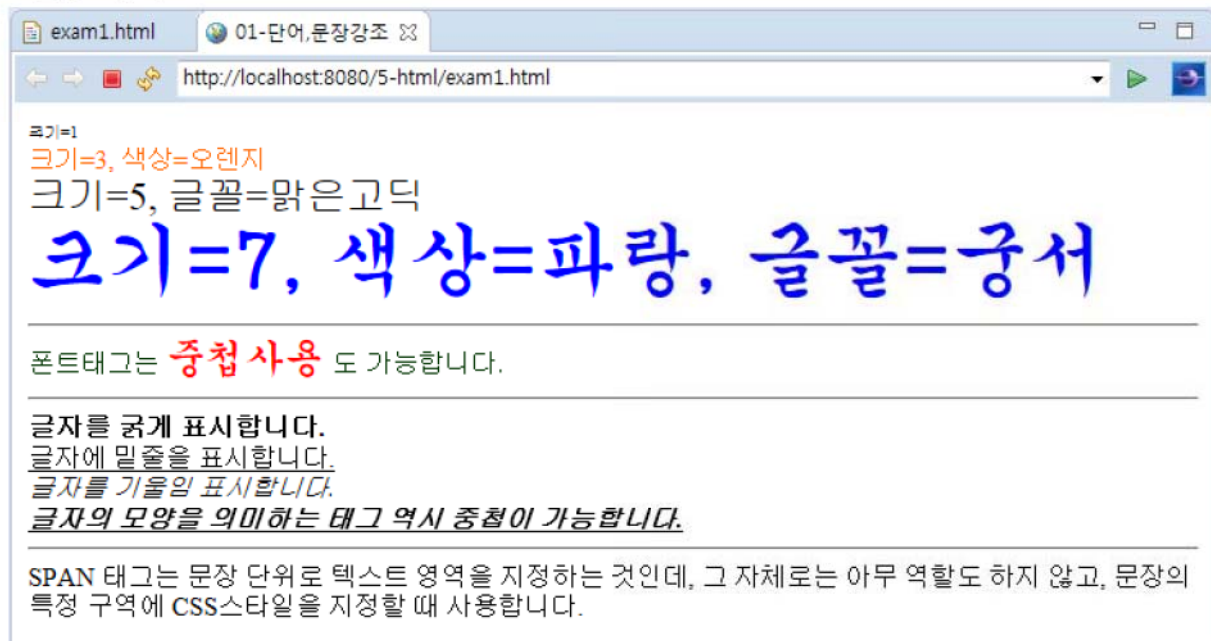 exam1.html
01-단어,문장강조
http://localhost:8080/5-html/exam1.html
크기=1
크기=3, 색상=오렌지
크기=5, 글꼴=맑은고딕
크기=7, 색상=파랑, 글꼴=궁서
폰트태그는 중첩사용 도 가능합니다.
글자를 굵게 표시합니다.
글자에 밑줄을 표시합니다.
글자를 기울임 표시합니다.
글자의 모양을 의미하는 태그 역시 중첩이 가능합니다.
SPAN 태그는 문장 단위로 텍스트 영역을 지정하는 것인데, 그 자체로는 아무 역할도 하지 않고, 문장의
특정 구역에 CSS스타일을 지정할 때 사용합니다.